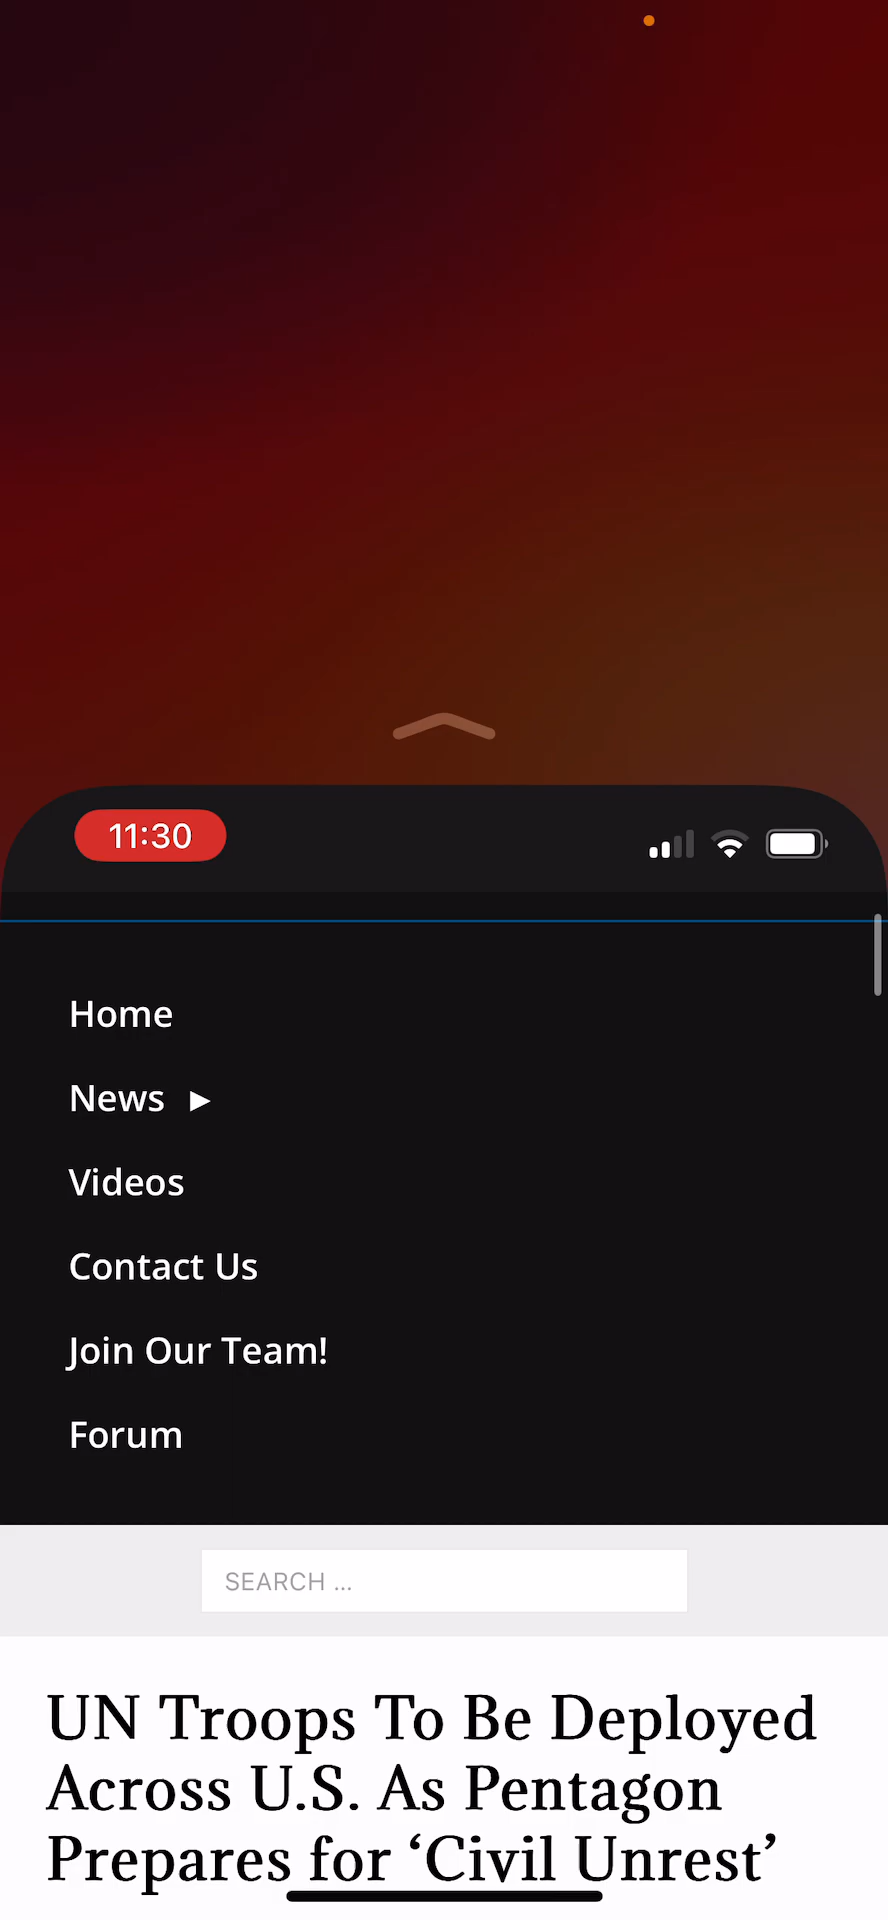 11:30
Home
News ▶
Videos
Contact Us
Join Our Team!
Forum
SEARCH ...
UN Troops To Be Deployed
Across U.S. As Pentagon
Prepares for ‘Civil Unrest’